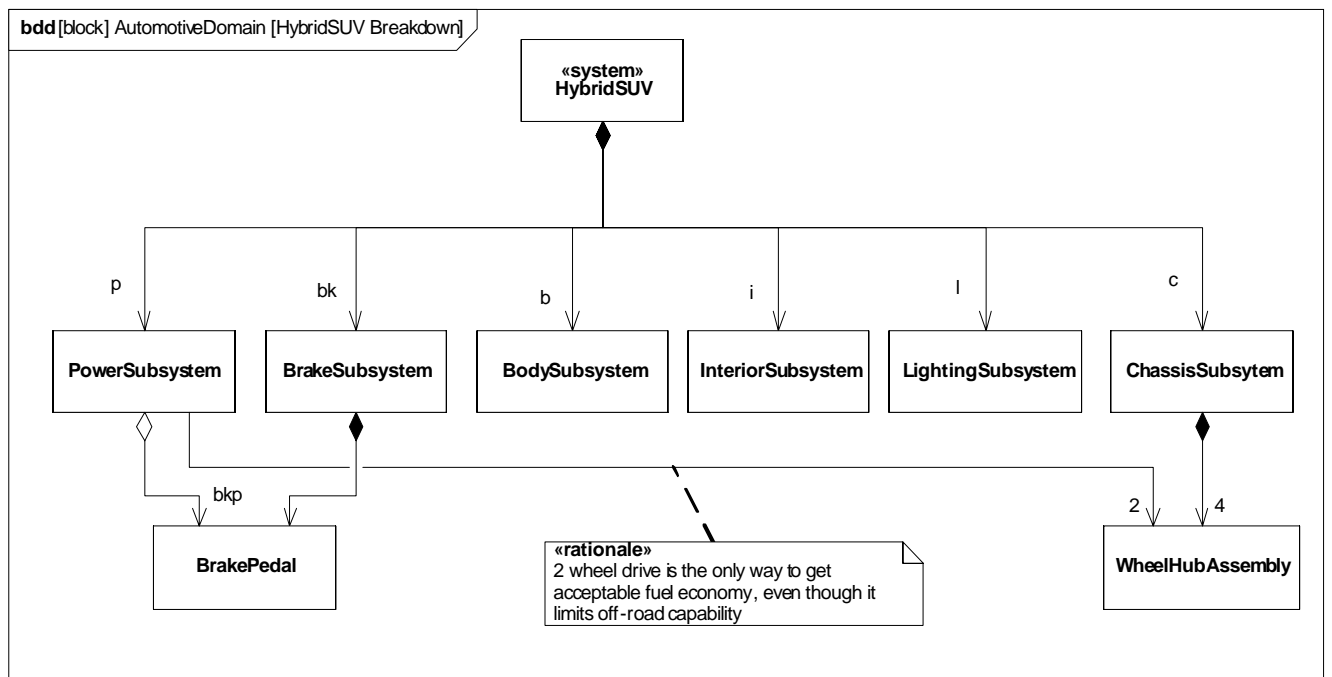 bdd [block] AutomotiveDomain [HybridSUV Breakdown]
«system»
HybridSUV
p
bk
b
i
l
c
PowerSubsystem
BrakeSubsystem
BodySubsystem
InteriorSubsystem
LightingSubsystem
ChassisSubsytem
bkp
2
4
BrakePedal
WheelHubAssembly
«rationale»
2 wheel drive is the only way to get
acceptable fuel economy, even though it
limits off-road capability